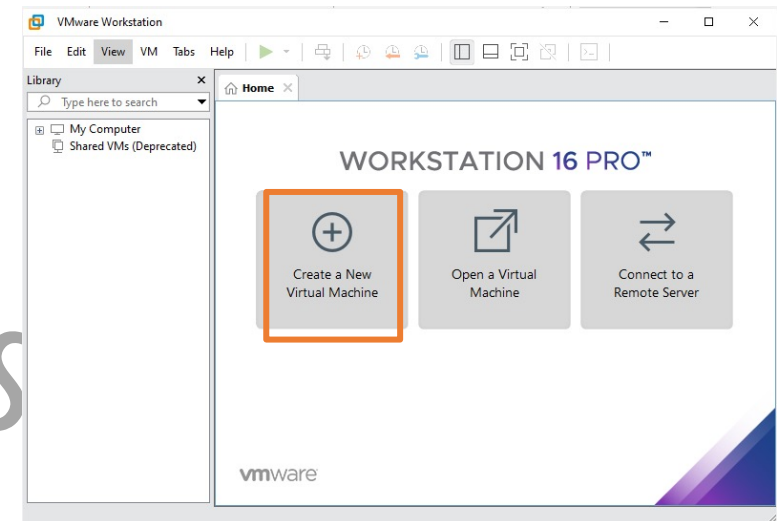 VMware Workstation
File Edit View VM Tabs Help
Library
Home
Type here to search
My Computer
Shared VMs (Deprecated)
WORKSTATION 16 PRO™
Create a New
Virtual Machine
Open a Virtual
Machine
Connect to a
Remote Server
vmware